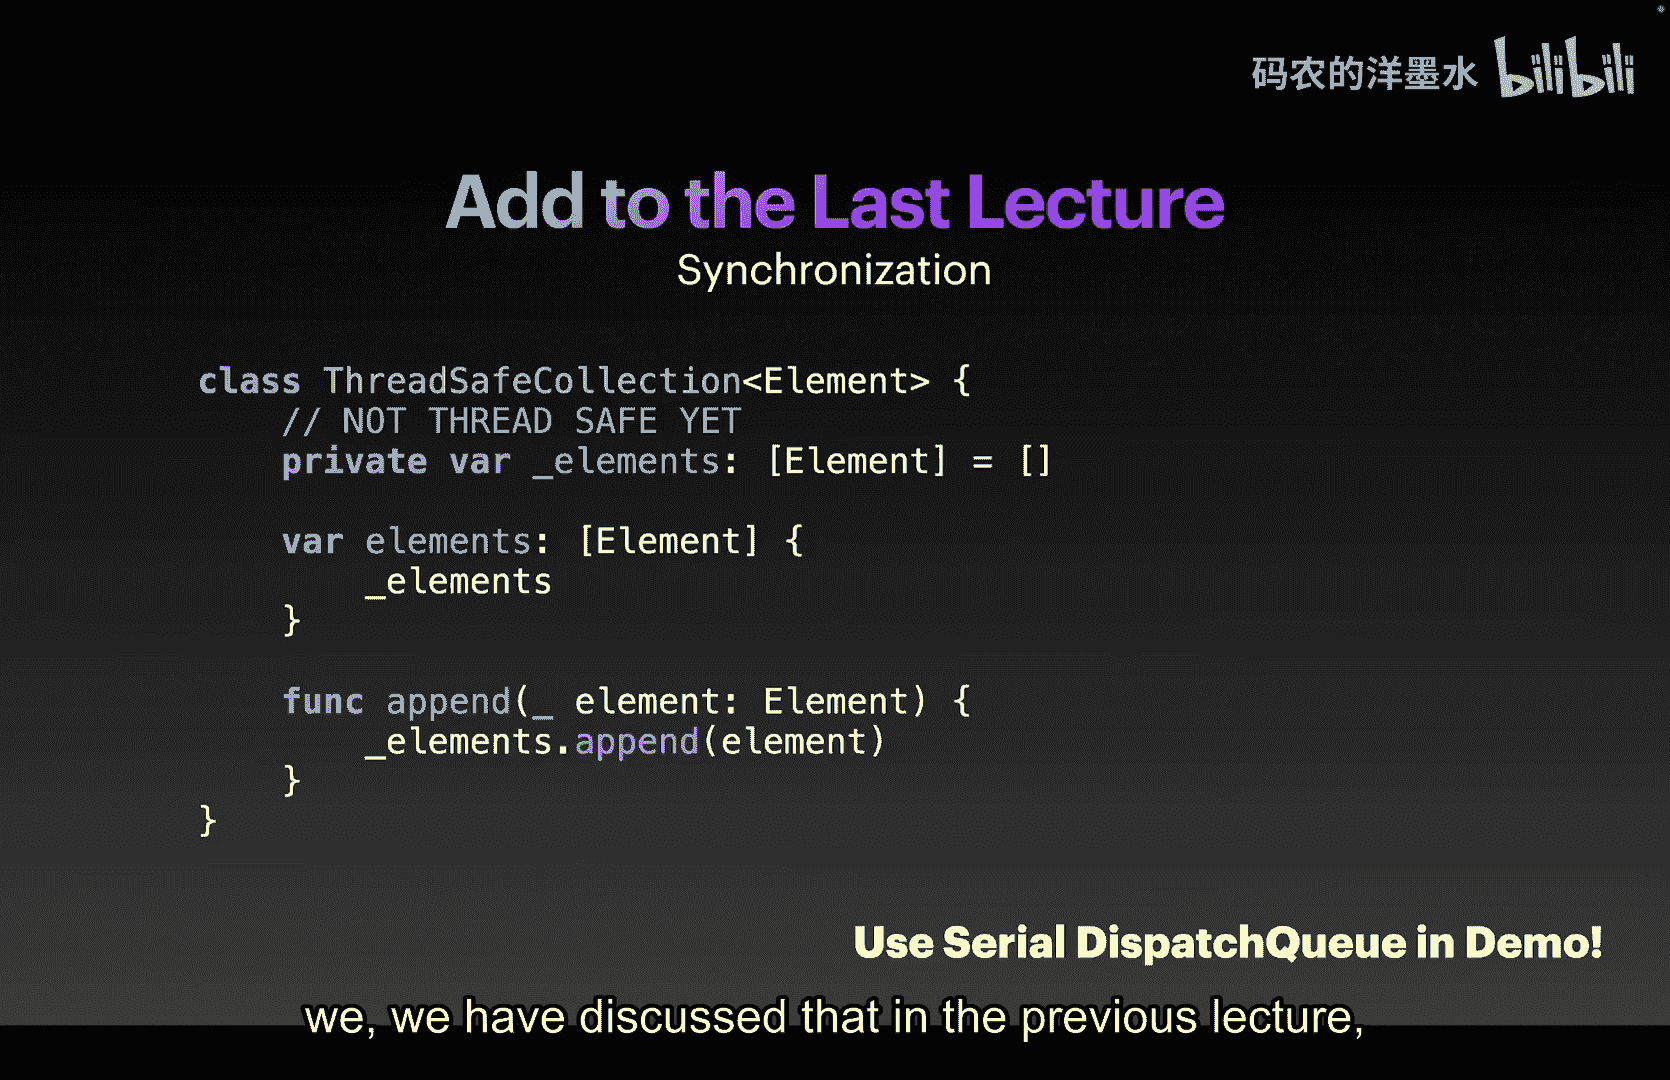 码农的洋墨水 bilibili
Add to the Last Lecture
Synchronization
class ThreadSafeCollection<Element> {
    // NOT THREAD SAFE YET
    private var _elements: [Element] = []
    var elements: [Element] {
        _elements
    }
    func append(_ element: Element) {
        _elements.append(element)
    }
}
Use Serial DispatchQueue in Demo!
we, we have discussed that in the previous lecture,